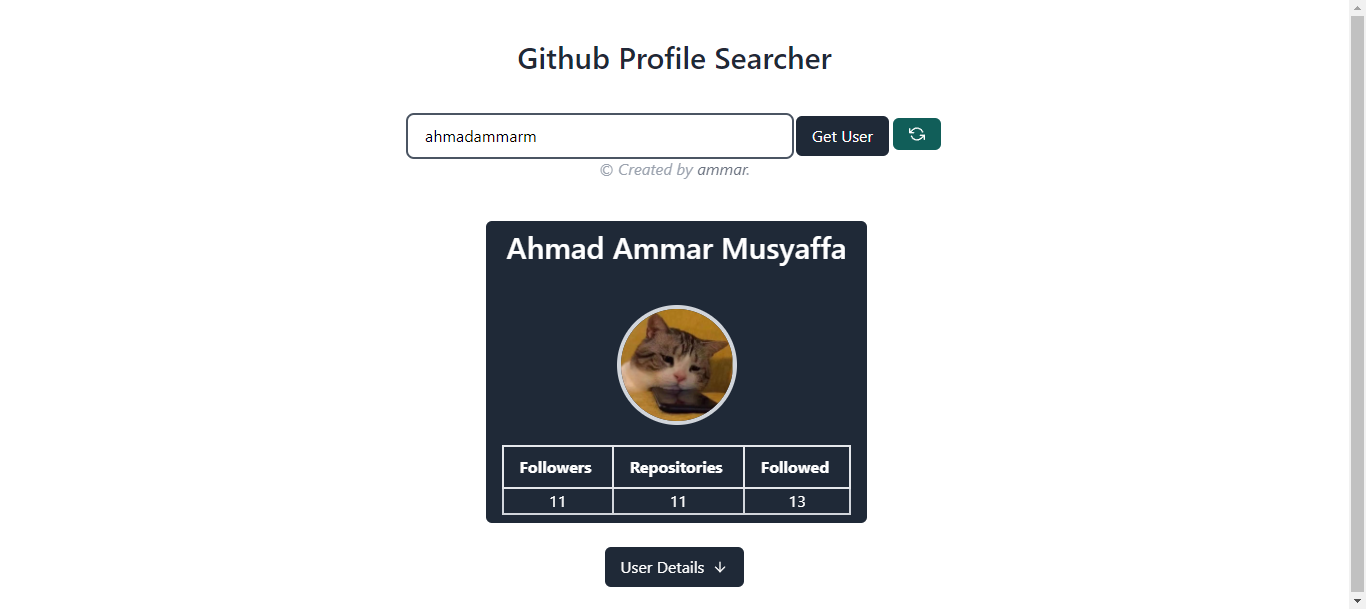 Github Profile Searcher
ahmadammarm
Get User
© Created by ammar.
Ahmad Ammar Musyaffa
Followers Repositories Followed
11 11 13
User Details ↓